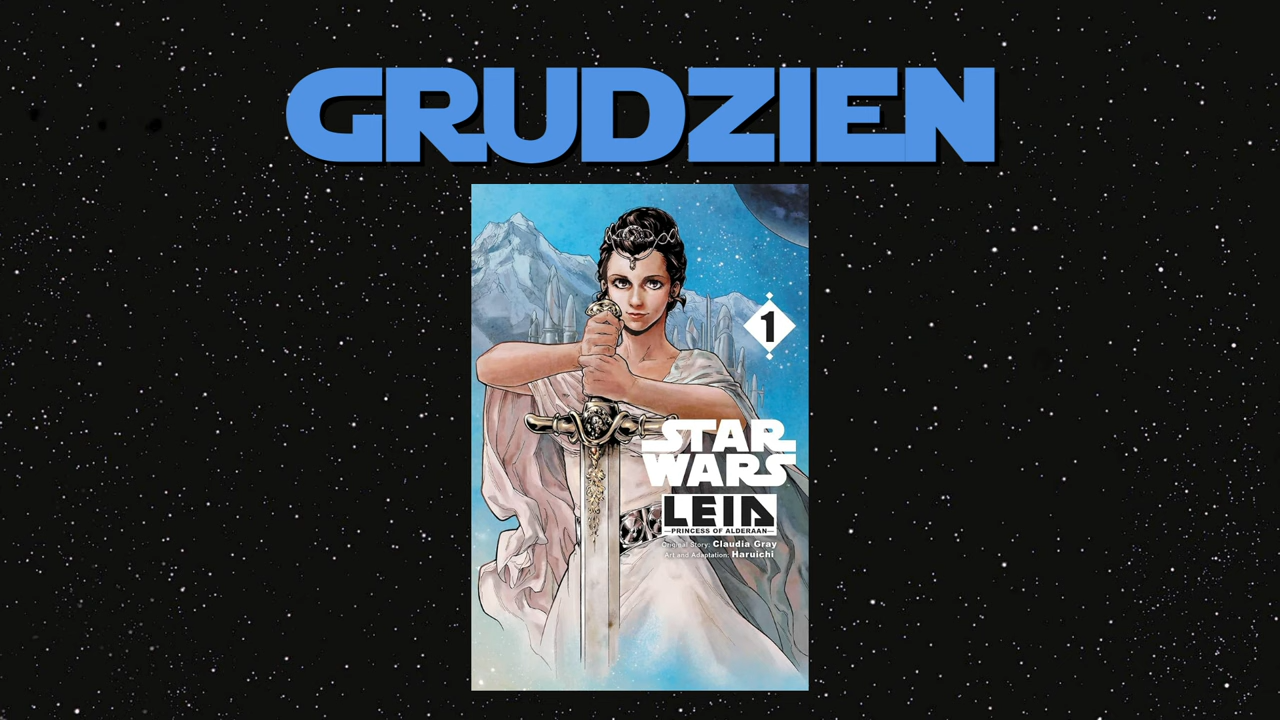 GRUDZIEN
1
STAR
WARS
LEIA
PRINCESS OF ALDERAAN
Original Story: Claudia Gray
Art and Adaptation: Haruichi